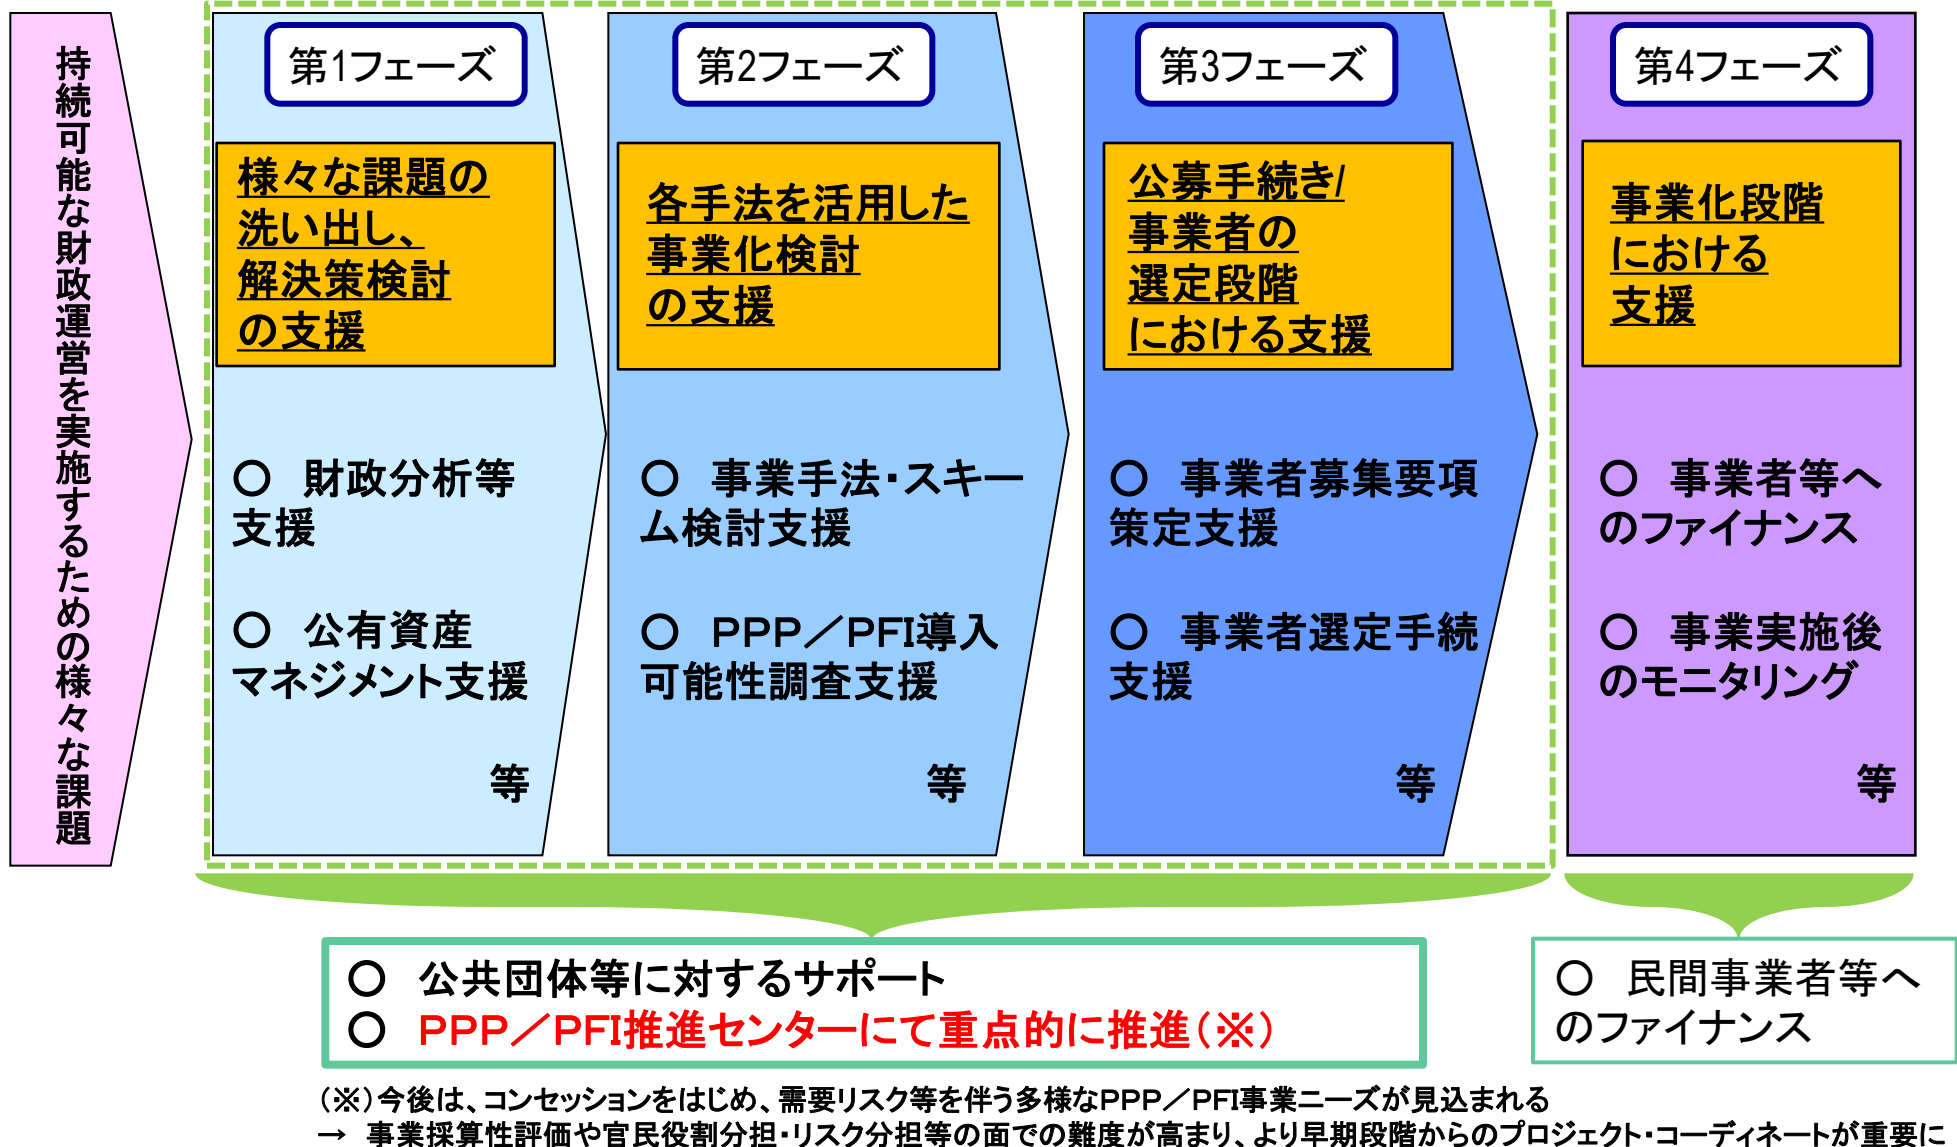 持続可能な財政運営を実施するための様々な課題
第1フェーズ
様々な課題の
洗い出し、
解決策検討
の支援
〇　財政分析等
支援
〇　公有資産
マネジメント支援
等
第2フェーズ
各手法を活用した
事業化検討
の支援
〇　事業手法・スキー
ム検討支援
〇　ＰＰＰ／ＰＦＩ導入
可能性調査支援
等
第3フェーズ
公募手続き/
事業者の
選定段階
における支援
〇　事業者募集要項
策定支援
〇　事業者選定手続
支援
等
第4フェーズ
事業化段階
における
支援
〇　事業者等へ
のファイナンス
〇　事業実施後
のモニタリング
等
〇　公共団体等に対するサポート
〇　ＰＰＰ／ＰＦＩ推進センターにて重点的に推進（※）
〇　民間事業者等へ
のファイナンス
（※）今後は、コンセッションをはじめ、需要リスク等を伴う多様なＰＰＰ／ＰＦＩ事業ニーズが見込まれる
→　事業採算性評価や官民役割分担・リスク分担等の面での難度が高まり、より早期段階からのプロジェクト・コーディネートが重要に